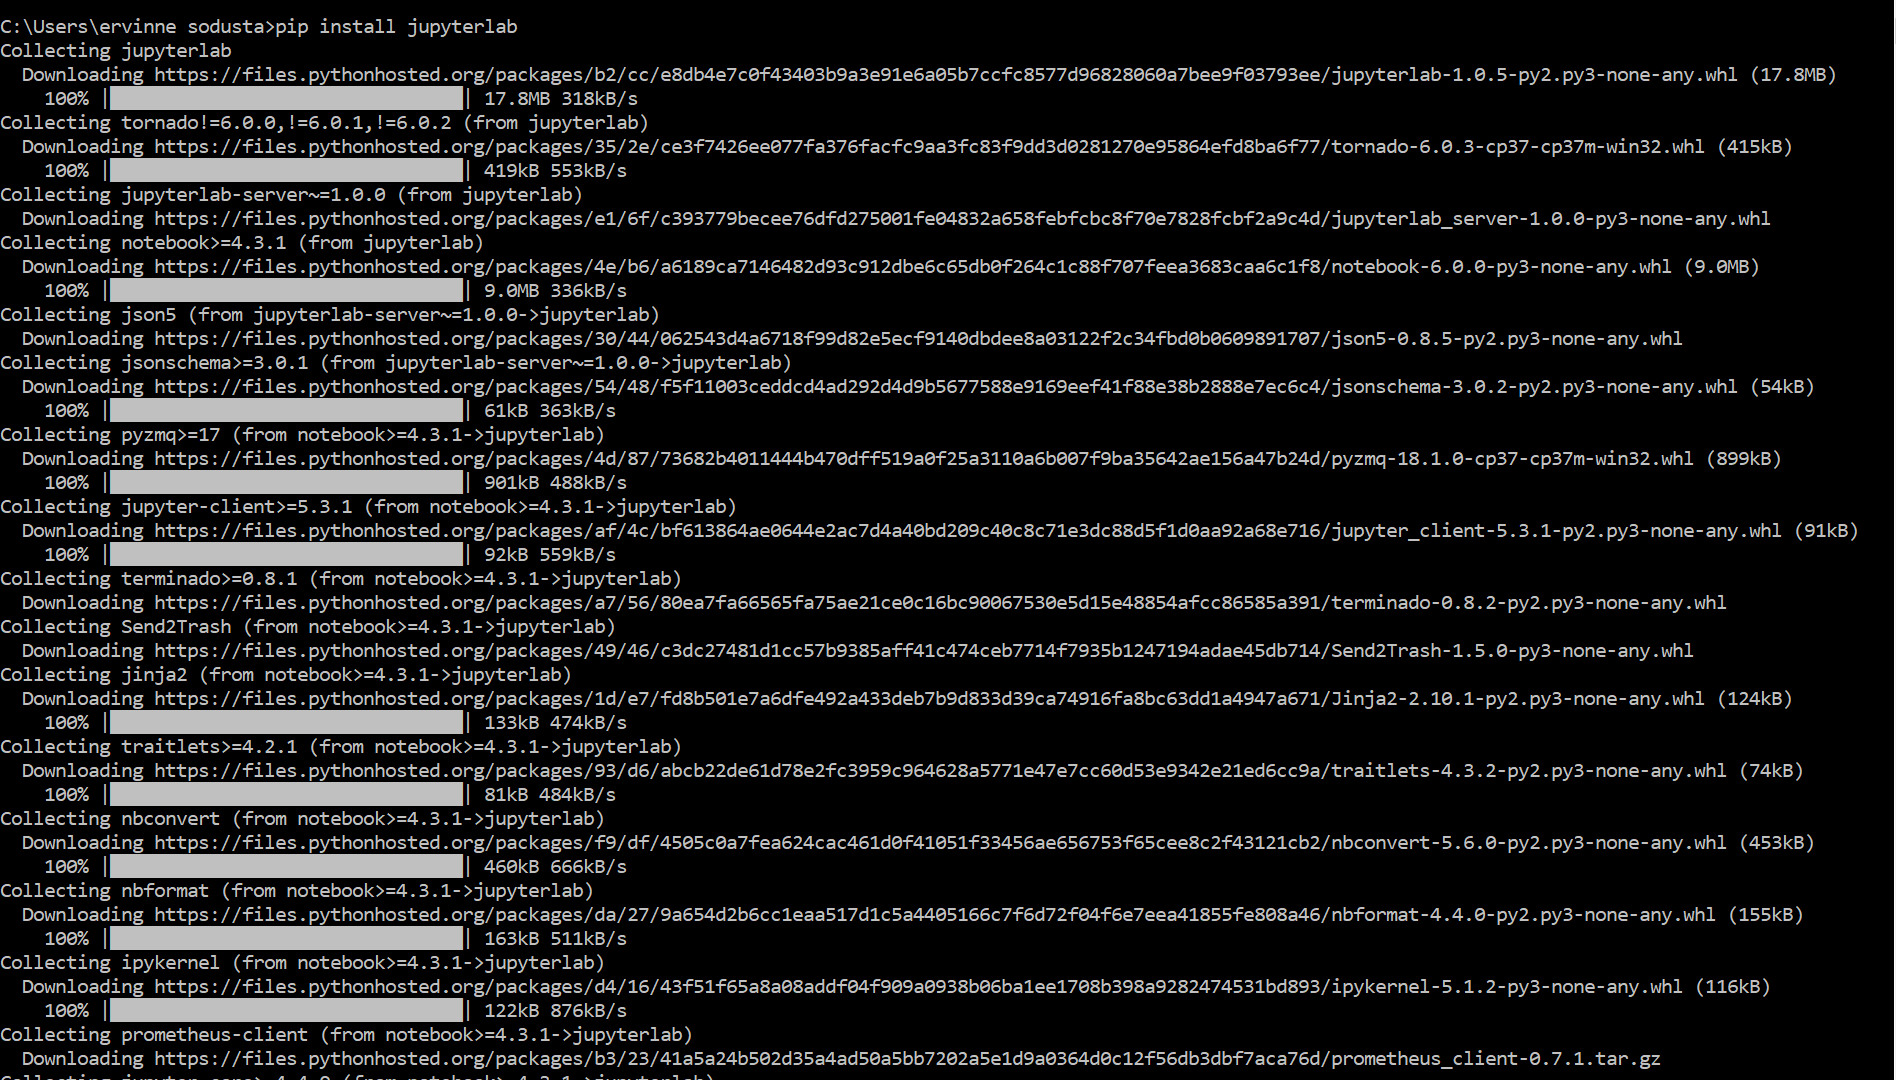 C:\Users\ervinne sodusta>pip install jupyterlab
Collecting jupyterlab
  Downloading https://files.pythonhosted.org/packages/b2/cc/e8db4e7c0f43403b9a3e91e6a05b7ccfc8577d96828060a7bee9f03793ee/jupyterlab-1.0.5-py2.py3-none-any.whl (17.8MB)
    100% |████████████████████████████████| 17.8MB 318kB/s
Collecting tornado!=6.0.0,!=6.0.1,!=6.0.2 (from jupyterlab)
  Downloading https://files.pythonhosted.org/packages/35/2e/ce3f7426ee077fa376facfc9aa3fc83f9dd3d0281270e95864efd8ba6f77/tornado-6.0.3-cp37-cp37m-win32.whl (415kB)
    100% |████████████████████████████████| 419kB 553kB/s
Collecting jupyterlab-server~=1.0.0 (from jupyterlab)
  Downloading https://files.pythonhosted.org/packages/e1/6f/c393779becee76dfd275001fe04832a658febfcbc8f70e7828fcbf2a9c4d/jupyterlab_server-1.0.0-py3-none-any.whl
Collecting notebook>=4.3.1 (from jupyterlab)
  Downloading https://files.pythonhosted.org/packages/4e/b6/a6189ca7146482d93c912dbe6c65db0f264c1c88f707feea3683caa6c1f8/notebook-6.0.0-py3-none-any.whl (9.0MB)
    100% |████████████████████████████████| 9.0MB 336kB/s
Collecting json5 (from jupyterlab-server~=1.0.0->jupyterlab)
  Downloading https://files.pythonhosted.org/packages/30/44/062543d4a6718f99d82e5ecf9140dbdee8a03122f2c34fbd0b0609891707/json5-0.8.5-py2.py3-none-any.whl
Collecting jsonschema>=3.0.1 (from jupyterlab-server~=1.0.0->jupyterlab)
  Downloading https://files.pythonhosted.org/packages/54/48/f5f11003ceddcd4ad292d4d9b5677588e9169eef41f88e38b2888e7ec6c4/jsonschema-3.0.2-py2.py3-none-any.whl (54kB)
    100% |████████████████████████████████| 61kB 363kB/s
Collecting pyzmq>=17 (from notebook>=4.3.1->jupyterlab)
  Downloading https://files.pythonhosted.org/packages/4d/87/73682b4011444b470dff519a0f25a3110a6b007f9ba35642ae156a47b24d/pyzmq-18.1.0-cp37-cp37m-win32.whl (899kB)
    100% |████████████████████████████████| 901kB 488kB/s
Collecting jupyter-client>=5.3.1 (from notebook>=4.3.1->jupyterlab)
  Downloading https://files.pythonhosted.org/packages/af/4c/bf613864ae0644e2ac7d4a40bd209c40c8c71e3dc88d5f1d0aa92a68e716/jupyter_client-5.3.1-py2.py3-none-any.whl (91kB)
    100% |████████████████████████████████| 92kB 559kB/s
Collecting terminado>=0.8.1 (from notebook>=4.3.1->jupyterlab)
  Downloading https://files.pythonhosted.org/packages/a7/56/80ea7fa66565fa75ae21ce0c16bc90067530e5d15e48854afcc86585a391/terminado-0.8.2-py2.py3-none-any.whl
Collecting Send2Trash (from notebook>=4.3.1->jupyterlab)
  Downloading https://files.pythonhosted.org/packages/49/46/c3dc27481d1cc57b9385aff41c474ceb7714f7935b1247194adae45db714/Send2Trash-1.5.0-py3-none-any.whl
Collecting jinja2 (from notebook>=4.3.1->jupyterlab)
  Downloading https://files.pythonhosted.org/packages/1d/e7/fd8b501e7a6dfe492a433deb7b9d833d39ca74916fa8bc63dd1a4947a671/Jinja2-2.10.1-py2.py3-none-any.whl (124kB)
    100% |████████████████████████████████| 133kB 474kB/s
Collecting traitlets>=4.2.1 (from notebook>=4.3.1->jupyterlab)
  Downloading https://files.pythonhosted.org/packages/93/d6/abcb22de61d78e2fc3959c964628a5771e47e7cc60d53e9342e21ed6cc9a/traitlets-4.3.2-py2.py3-none-any.whl (74kB)
    100% |████████████████████████████████| 81kB 484kB/s
Collecting nbconvert (from notebook>=4.3.1->jupyterlab)
  Downloading https://files.pythonhosted.org/packages/f9/df/4505c0a7fea624cac461d0f41051f33456ae656753f65cee8c2f43121cb2/nbconvert-5.6.0-py2.py3-none-any.whl (453kB)
    100% |████████████████████████████████| 460kB 666kB/s
Collecting nbformat (from notebook>=4.3.1->jupyterlab)
  Downloading https://files.pythonhosted.org/packages/da/27/9a654d2b6cc1eaa517d1c5a4405166c7f6d72f04f6e7eea41855fe808a46/nbformat-4.4.0-py2.py3-none-any.whl (155kB)
    100% |████████████████████████████████| 163kB 511kB/s
Collecting ipykernel (from notebook>=4.3.1->jupyterlab)
  Downloading https://files.pythonhosted.org/packages/d4/16/43f51f65a8a08addf04f909a0938b06ba1ee1708b398a9282474531bd893/ipykernel-5.1.2-py3-none-any.whl (116kB)
    100% |████████████████████████████████| 122kB 876kB/s
Collecting prometheus-client (from notebook>=4.3.1->jupyterlab)
  Downloading https://files.pythonhosted.org/packages/b3/23/41a5a24b502d35a4ad50a5bb7202a5e1d9a0364d0c12f56db3dbf7aca76d/prometheus_client-0.7.1.tar.gz